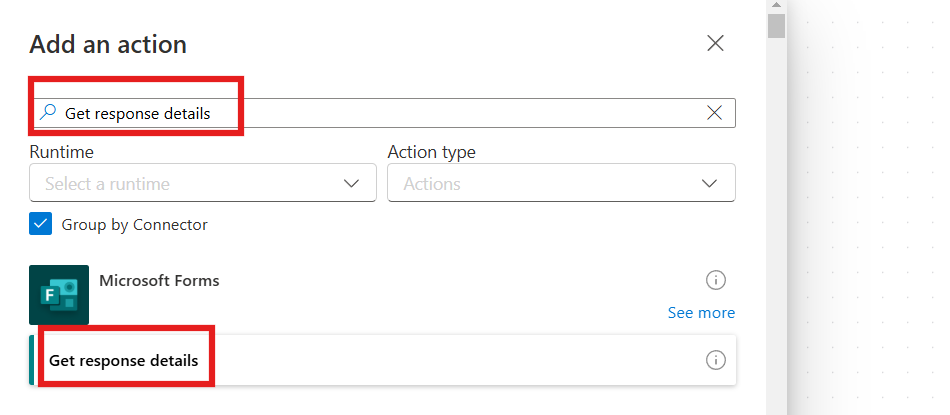 Add an action
Get response details
Runtime
Action type
Select a runtime
Actions
Group by Connector
F
Microsoft Forms
See more
Get response details